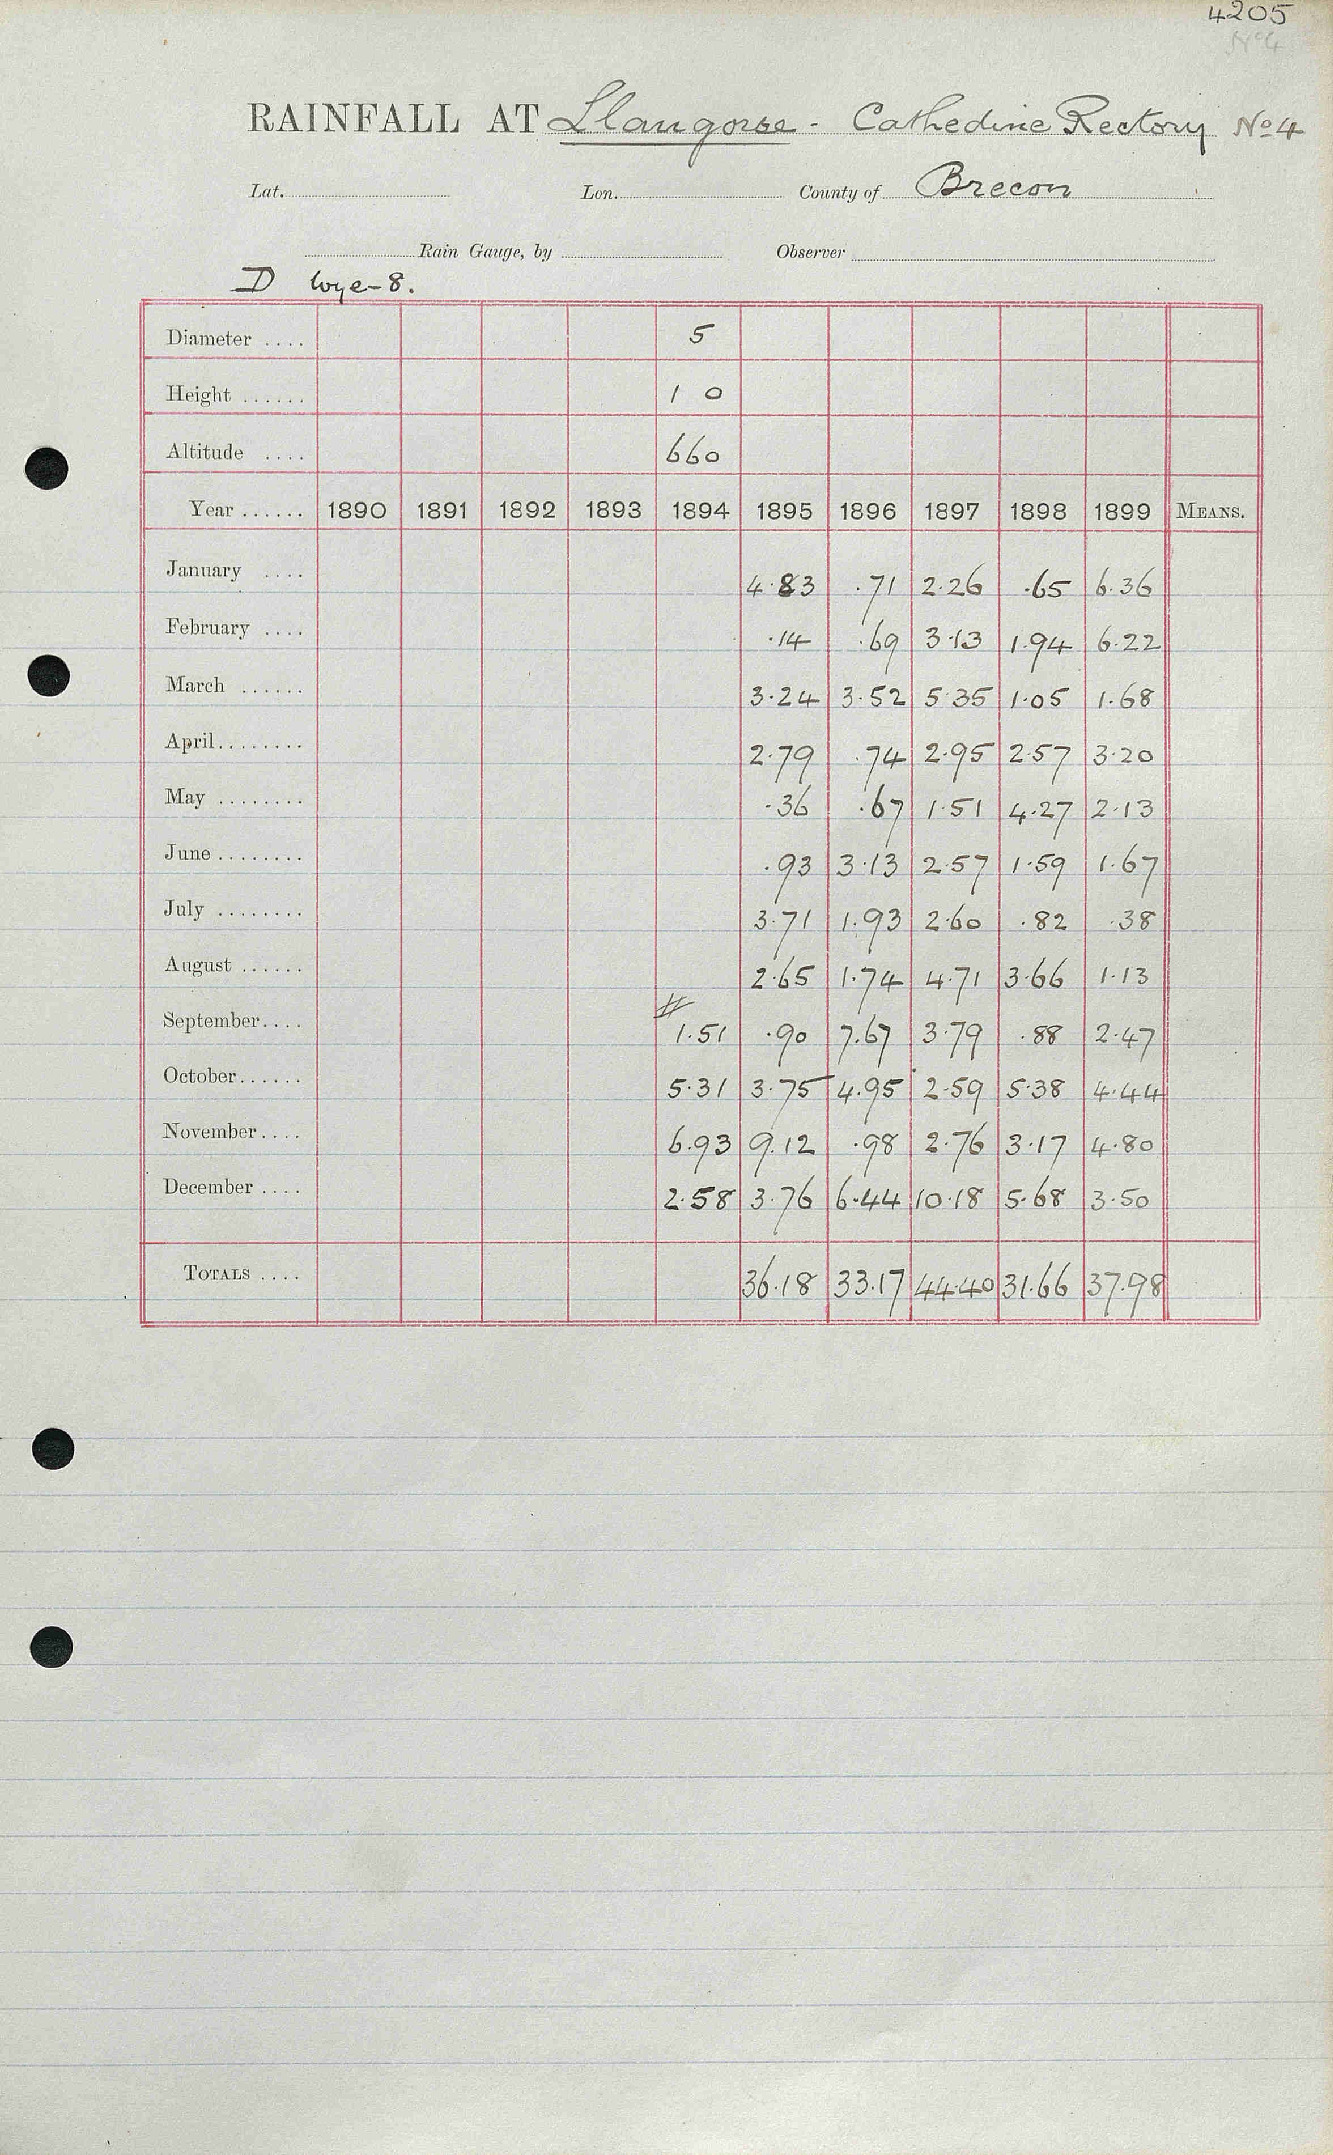 4205
No 4
RAINFALL AT Llangorse - Cathedine Rectory No 4
Lat. Lon. County of Brecon
Rain Gauge, by Observer
D Wye-8.
Diameter .... 5
Height ...... 1 0
Altitude .... 660
Year ...... 1890 1891 1892 1893 1894 1895 1896 1897 1898 1899 MEANS.
January .... 4.83 .71 2.26 .65 6.36
February .... .14 .69 3.13 1.94 6.22
March ...... 3.24 3.52 5.35 1.05 1.68
April........ 2.79 .74 2.95 2.57 3.20
May ........ .36 .67 1.51 4.27 2.13
June ........ .93 3.13 2.57 1.59 1.67
July ........ 3.71 1.93 2.60 .82 .38
August ...... 2.65 1.74 4.71 3.66 1.13
September.... 1.51 .90 7.67 3.79 .88 2.47
October...... 5.31 3.75 4.95 2.59 5.38 4.44
November.... 6.93 9.12 .98 2.76 3.17 4.80
December .... 2.58 3.76 6.44 10.18 5.68 3.50
TOTALS .... 36.18 33.17 44.40 31.66 37.98